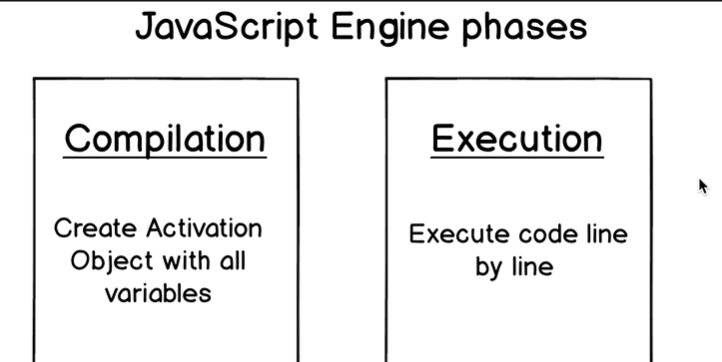 JavaScript Engine phases
Compilation
Create Activation
Object with all
variables
Execution
Execute code line
by line